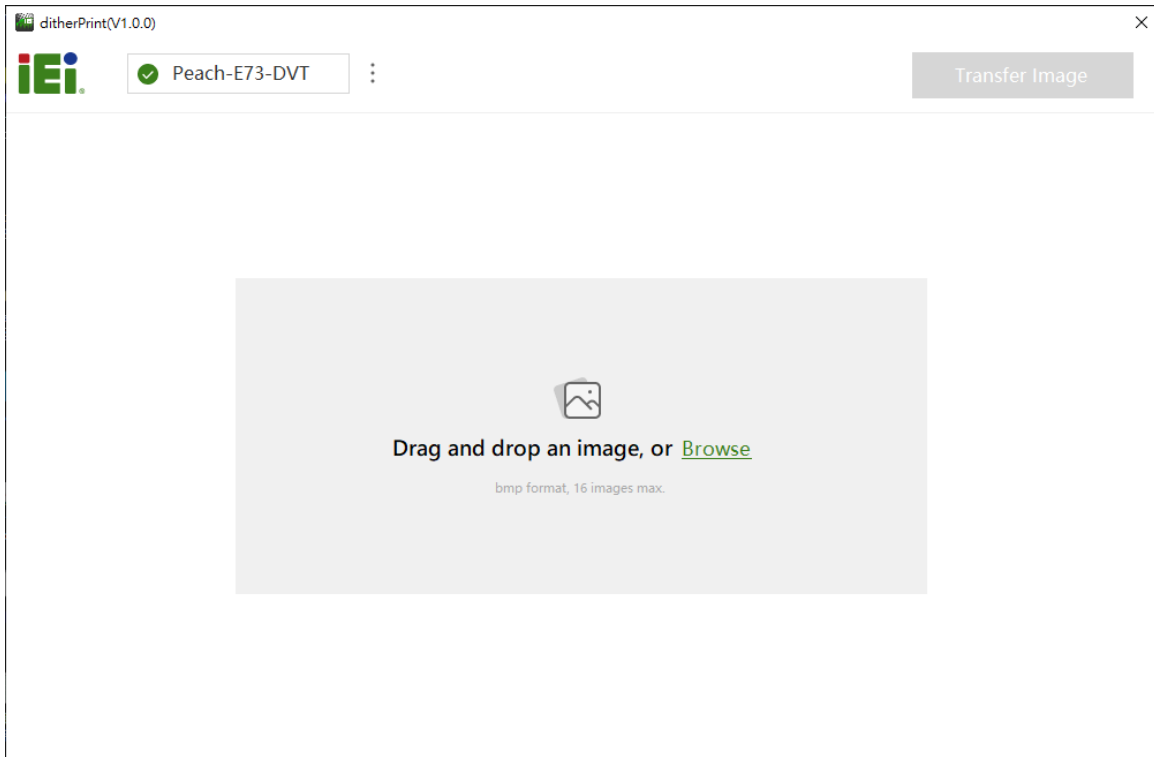 ditherPrint(V1.0.0)
iEi®
Peach-E73-DVT
Transfer Image
Drag and drop an image, or Browse
bmp format, 16 images max.